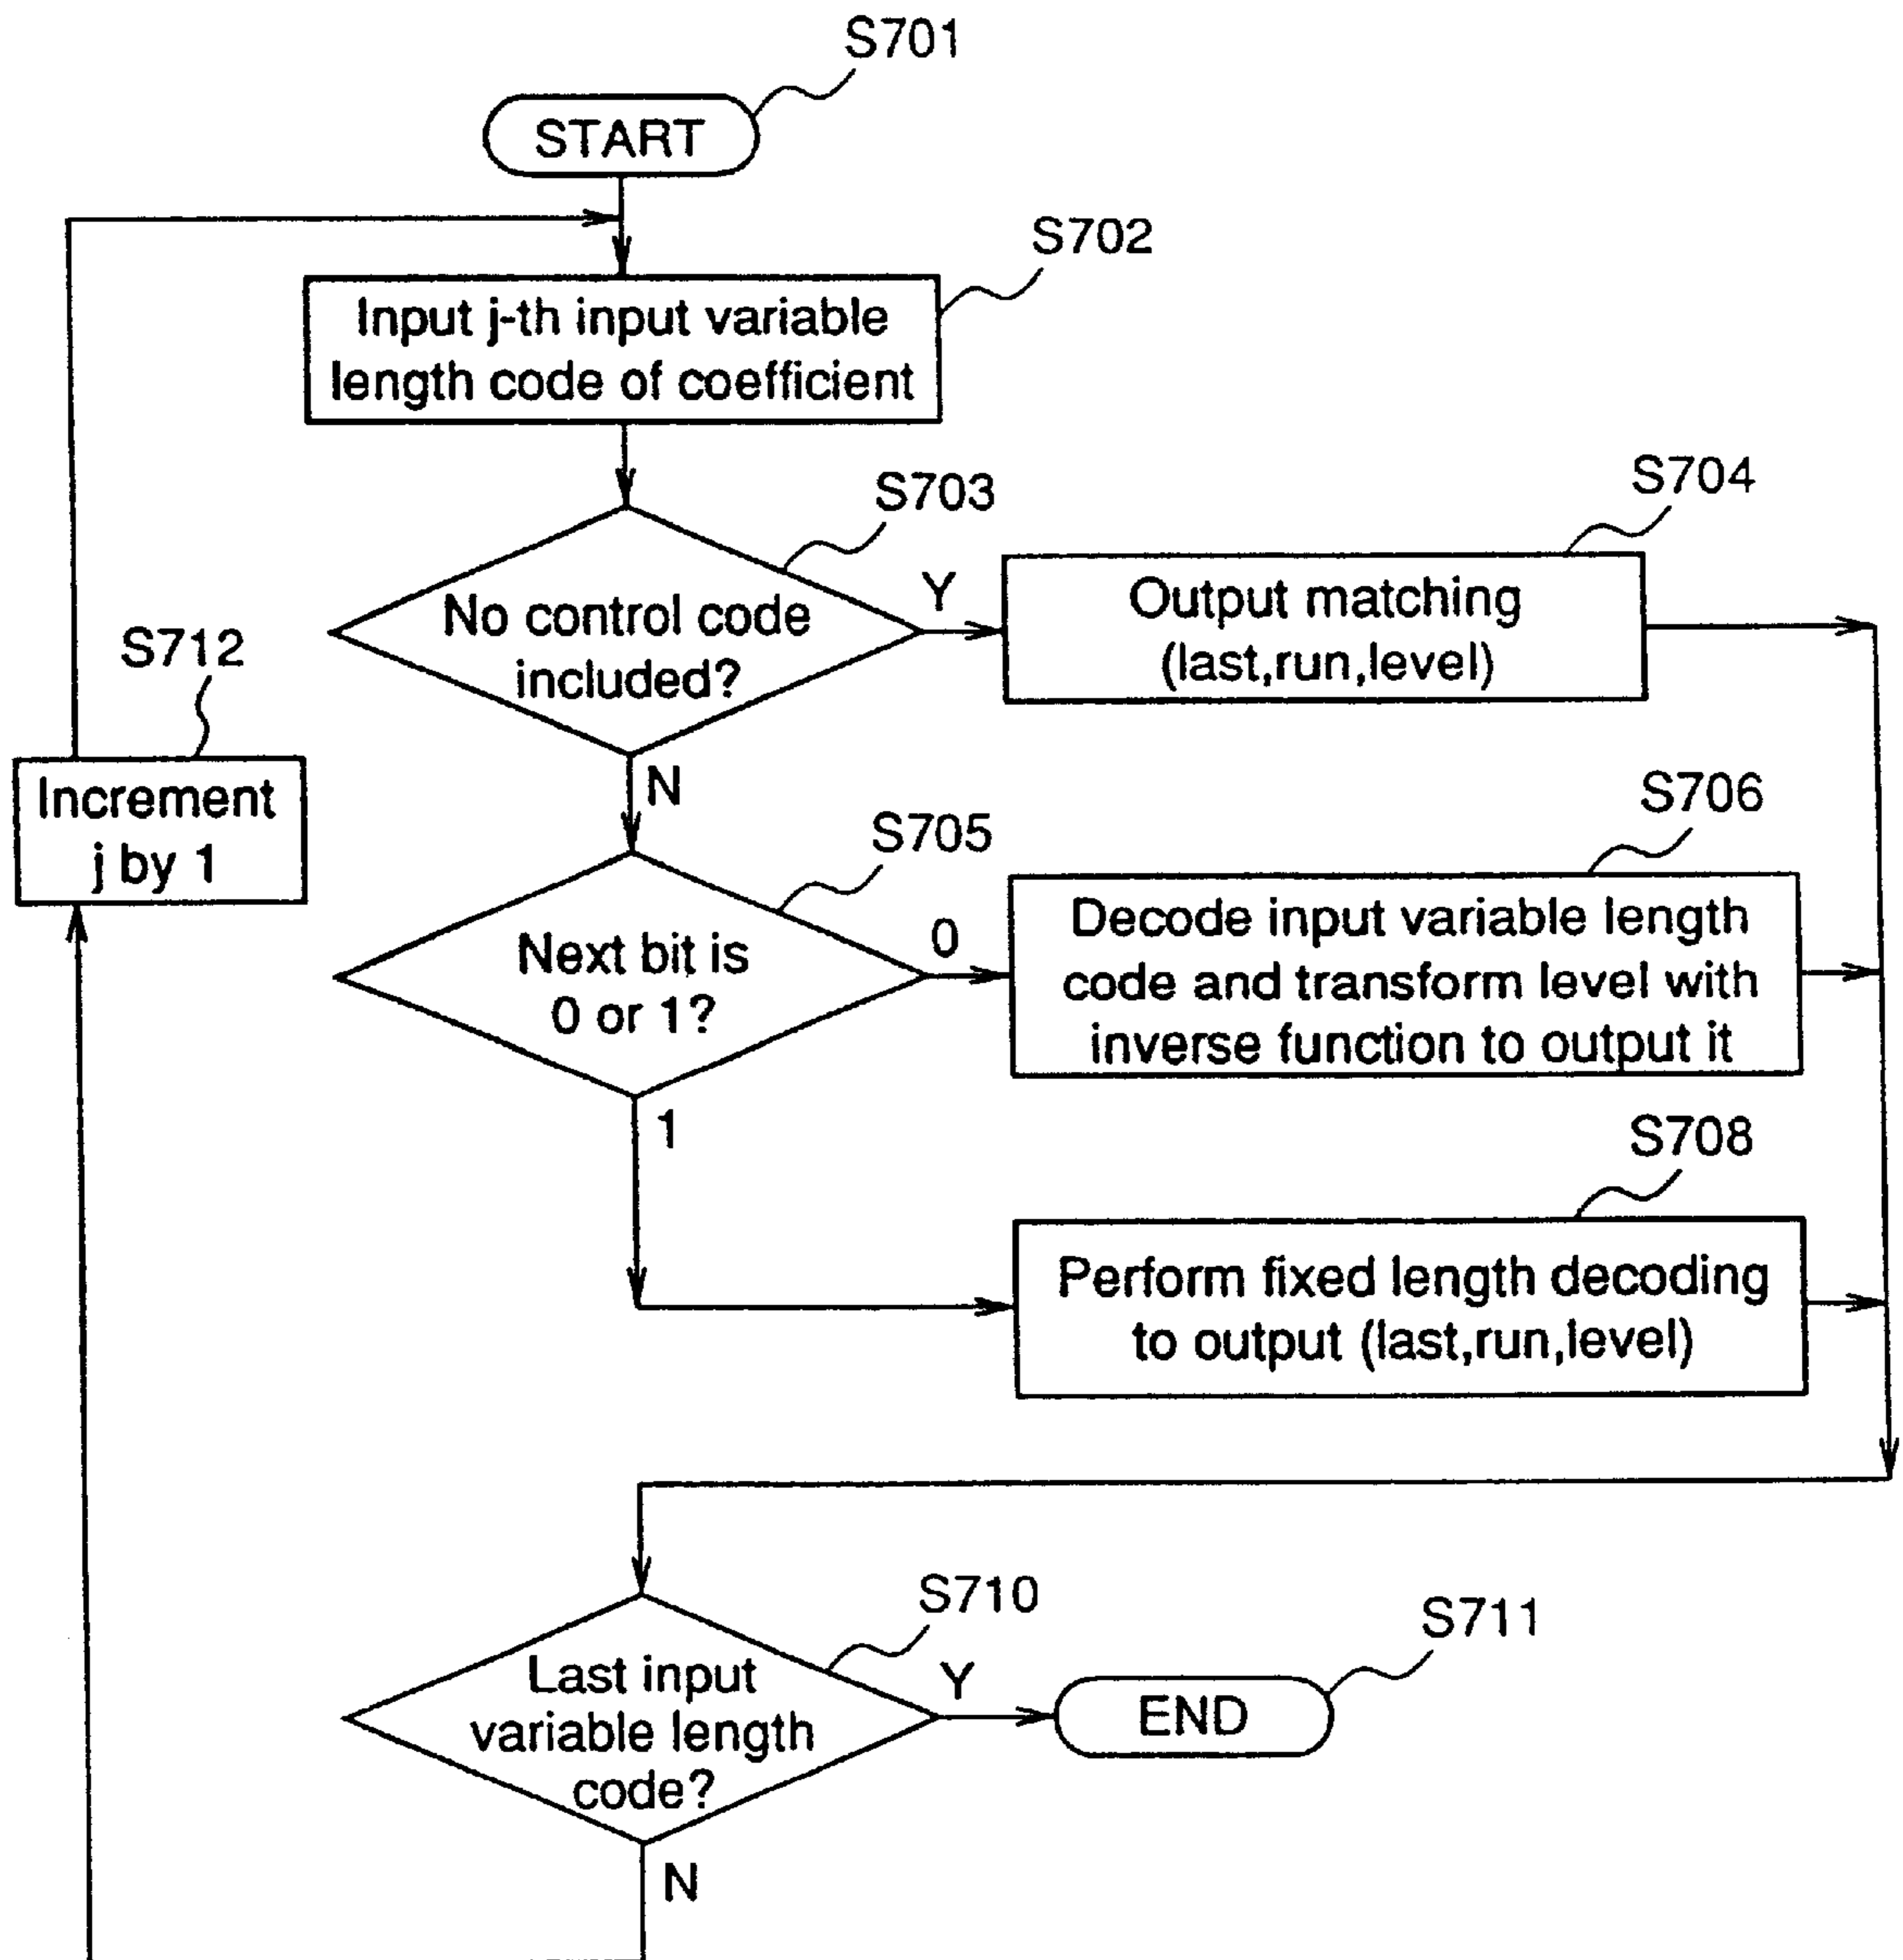 S701
START
S702
Input j-th input variable
length code of coefficient
S703
No control code
included?
Y
N
S704
Output matching
(last,run,level)
S712
Increment
j by 1
S705
Next bit is
0 or 1?
0
1
S706
Decode input variable length
code and transform level with
inverse function to output it
S708
Perform fixed length decoding
to output (last,run,level)
S710
Last input
variable length
code?
Y
N
S711
END